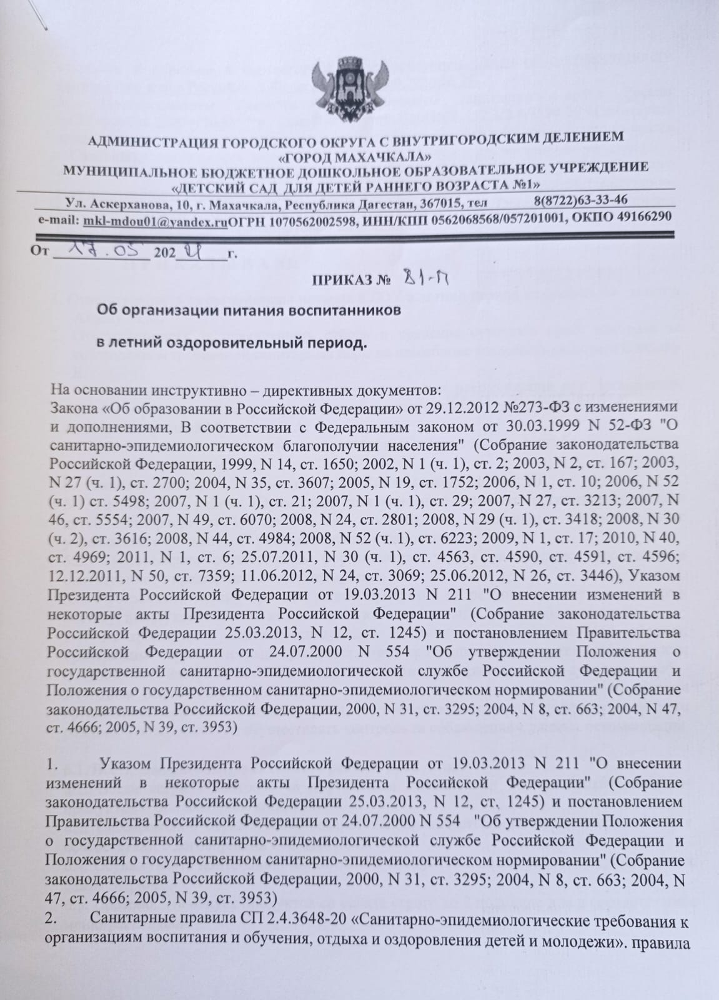 АДМИНИСТРАЦИЯ ГОРОДСКОГО ОКРУГА С ВНУТРИГОРОДСКИМ ДЕЛЕНИЕМ
«ГОРОД МАХАЧКАЛА»
МУНИЦИПАЛЬНОЕ БЮДЖЕТНОЕ ДОШКОЛЬНОЕ ОБРАЗОВАТЕЛЬНОЕ УЧРЕЖДЕНИЕ
«ДЕТСКИЙ САД ДЛЯ ДЕТЕЙ РАННЕГО ВОЗРАСТА №1»
Ул. Аскерханова, 10, г. Махачкала, Республика Дагестан, 367015, тел 8(8722)63-33-46
e-mail: mkl-mdou01@yandex.ruОГРН 1070562002598, ИНН/КПП 0562068568/057201001, ОКПО 49166290
От 17.05 202 г.
ПРИКАЗ № 81-П
Об организации питания воспитанников
в летний оздоровительный период.
На основании инструктивно – директивных документов:
Закона «Об образовании в Российской Федерации» от 29.12.2012 №273-ФЗ с изменениями
и дополнениями, В соответствии с Федеральным законом от 30.03.1999 N 52-ФЗ "О
санитарно-эпидемиологическом благополучии населения" (Собрание законодательства
Российской Федерации, 1999, N 14, ст. 1650; 2002, N 1 (ч. 1), ст. 2; 2003, N 2, ст. 167; 2003,
N 27 (ч. 1), ст. 2700; 2004, N 35, ст. 3607; 2005, N 19, ст. 1752; 2006, N 1, ст. 10; 2006, N 52
(ч. 1) ст. 5498; 2007, N 1 (ч. 1), ст. 21; 2007, N 1 (ч. 1), ст. 29; 2007, N 27, ст. 3213; 2007, N
46, ст. 5554; 2007, N 49, ст. 6070; 2008, N 24, ст. 2801; 2008, N 29 (ч. 1), ст. 3418; 2008, N 30
(ч. 2), ст. 3616; 2008, N 44, ст. 4984; 2008, N 52 (ч. 1), ст. 6223; 2009, N 1, ст. 17; 2010, N 40,
ст. 4969; 2011, N 1, ст. 6; 25.07.2011, N 30 (ч. 1), ст. 4563, ст. 4590, ст. 4591, ст. 4596;
12.12.2011, N 50, ст. 7359; 11.06.2012, N 24, ст. 3069; 25.06.2012, N 26, ст. 3446), Указом
Президента Российской Федерации от 19.03.2013 N 211 "О внесении изменений в
некоторые акты Президента Российской Федерации" (Собрание законодательства
Российской Федерации 25.03.2013, N 12, ст. 1245) и постановлением Правительства
Российской Федерации от 24.07.2000 N 554 "Об утверждении Положения о
государственной санитарно-эпидемиологической службе Российской Федерации и
Положения о государственном санитарно-эпидемиологическом нормировании" (Собрание
законодательства Российской Федерации, 2000, N 31, ст. 3295; 2004, N 8, ст. 663; 2004, N 47,
ст. 4666; 2005, N 39, ст. 3953)
1. Указом Президента Российской Федерации от 19.03.2013 N 211 "О внесении
изменений в некоторые акты Президента Российской Федерации" (Собрание
законодательства Российской Федерации 25.03.2013, N 12, ст. 1245) и постановлением
Правительства Российской Федерации от 24.07.2000 N 554 "Об утверждении Положения
о государственной санитарно-эпидемиологической службе Российской Федерации и
Положения о государственном санитарно-эпидемиологическом нормировании" (Собрание
законодательства Российской Федерации, 2000, N 31, ст. 3295; 2004, N 8, ст. 663; 2004, N
47, ст. 4666; 2005, N 39, ст. 3953)
2. Санитарные правила СП 2.4.3648-20 «Санитарно-эпидемиологические требования к
организациям воспитания и обучения, отдыха и оздоровления детей и молодежи». правила